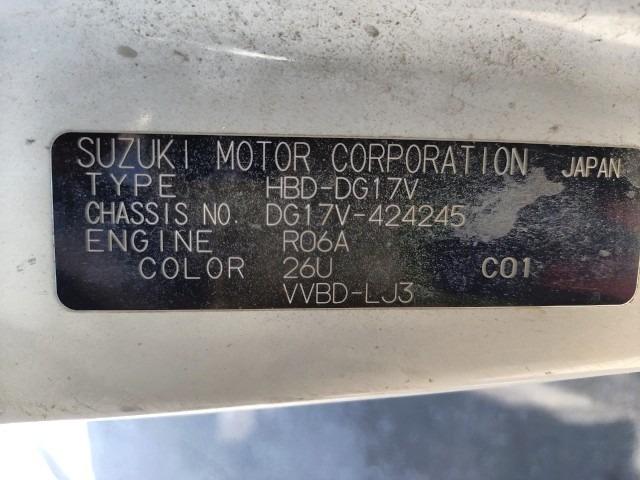 SUZUKI MOTOR CORPORATION JAPAN
TYPE HBD-DG17V
CHASSIS NO. DG17V-424245
ENGINE R06A
COLOR 26U C01
VVBD-LJ3